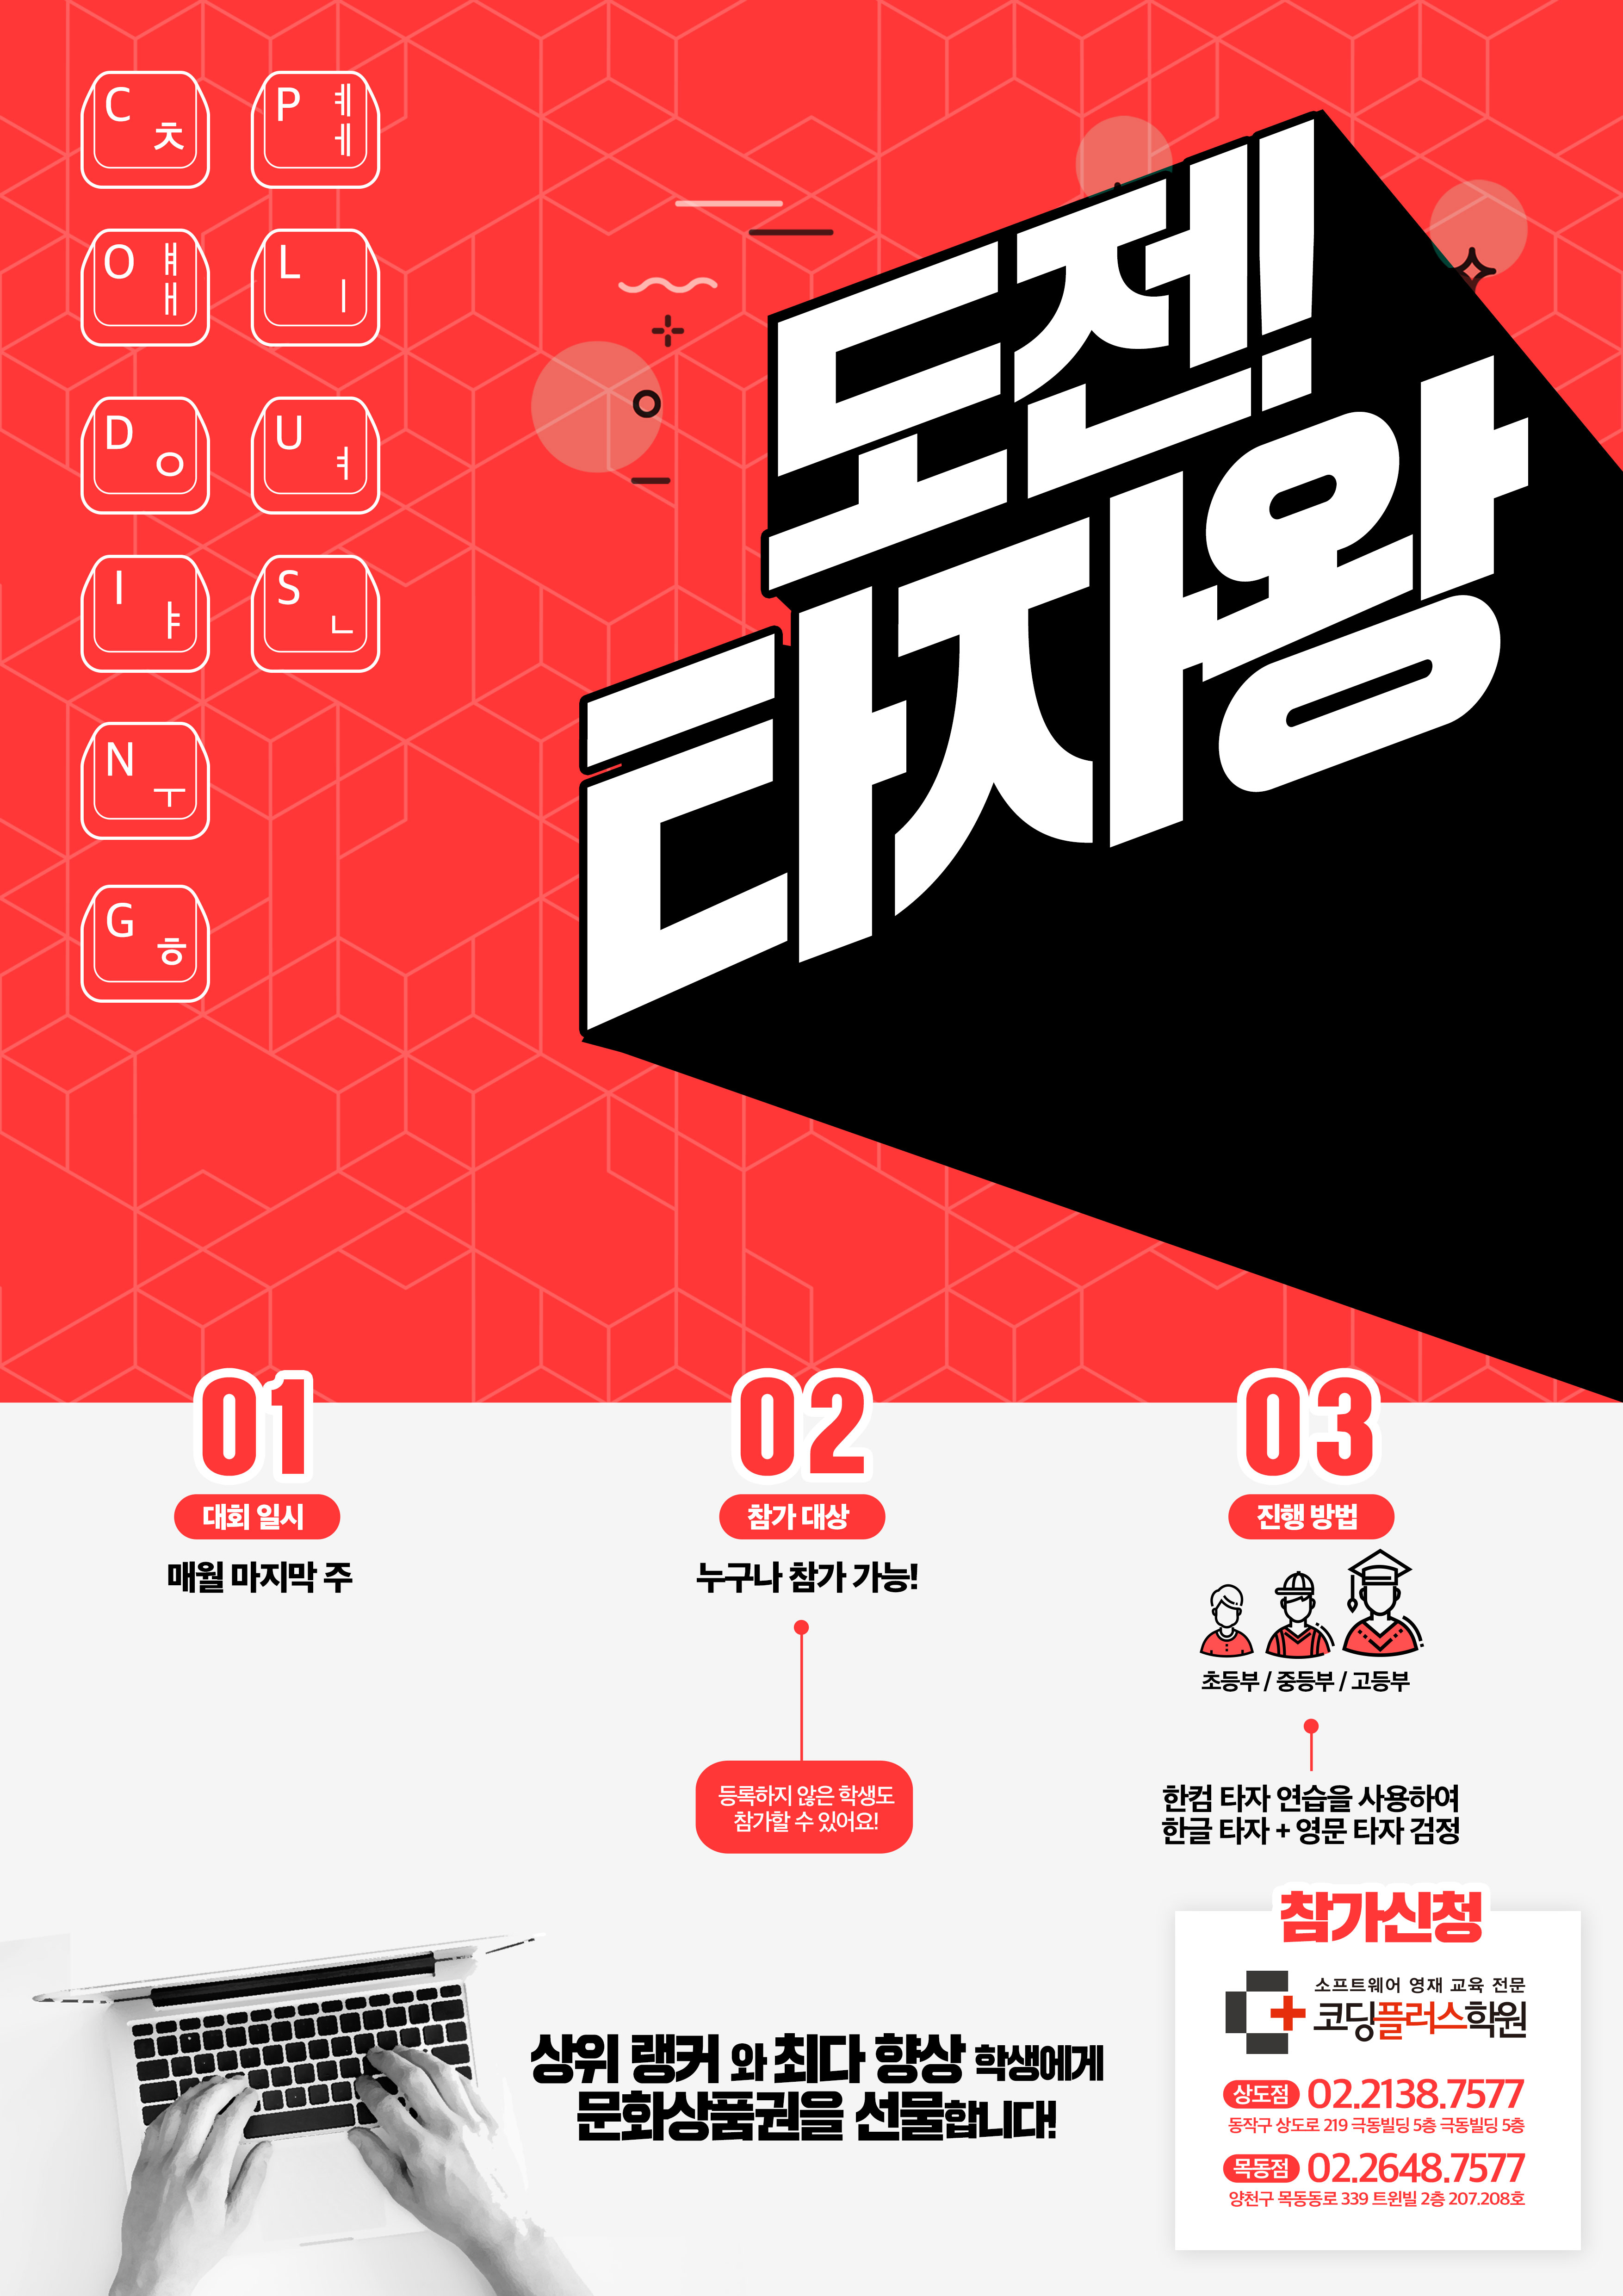 C ㅊ
P ㅖ ㅔ
O ㅒ ㅐ
L ㅣ
D ㅇ
U ㅕ
I ㅑ
S ㄴ
N ㅜ
G ㅎ
도전!
타자왕
01
대회 일시
매월 마지막 주
02
참가 대상
누구나 참가 가능!
등록하지 않은 학생도
참가할 수 있어요!
03
진행 방법
초등부 / 중등부 / 고등부
한컴 타자 연습을 사용하여
한글 타자 + 영문 타자 검정
상위 랭커 와 최다 향상 학생에게
문화상품권을 선물합니다!
참가신청
소프트웨어 영재 교육 전문
코딩플러스학원
상도점 02.2138.7577
동작구 상도로 219 극동빌딩 5층 극동빌딩 5층
목동점 02.2648.7577
양천구 목동동로 339 트윈빌 2층 207.208호